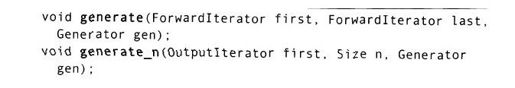 void generate(ForwardIterator first, ForwardIterator last,
Generator gen);
void generate_n(OutputIterator first, Size n, Generator
gen);